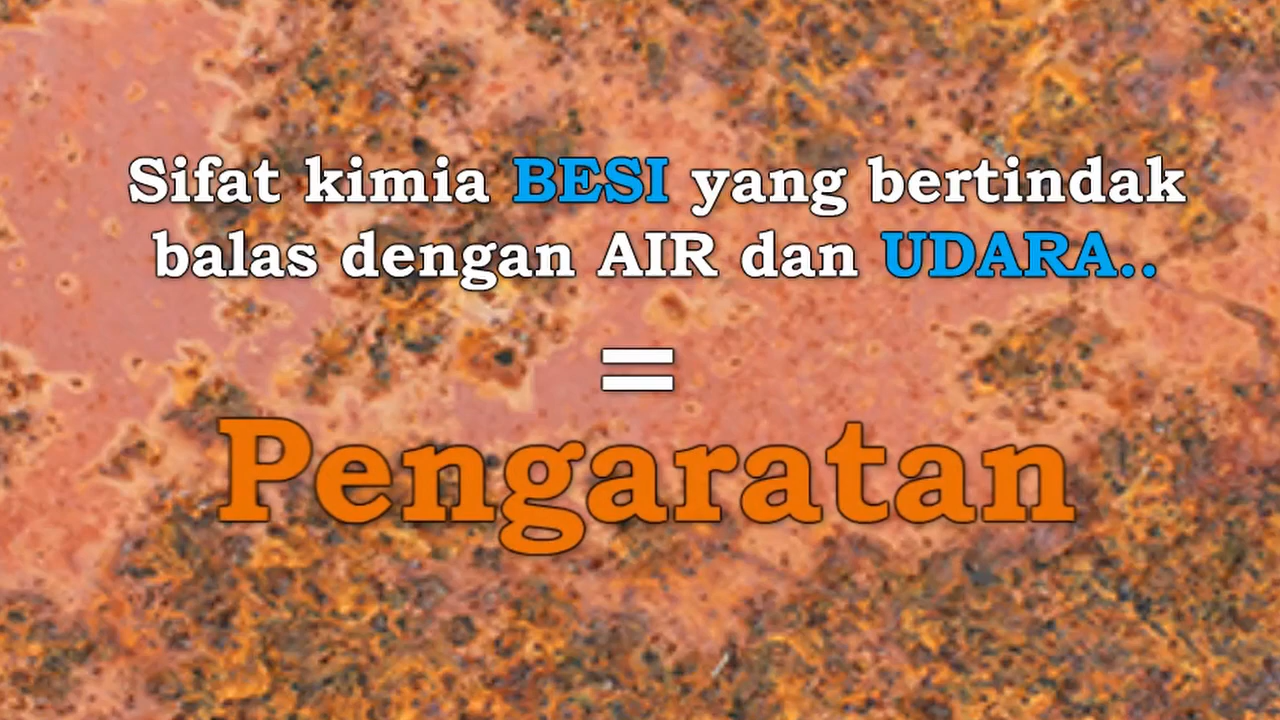 Sifat kimia BESI yang bertindak
balas dengan AIR dan UDARA..
=
Pengaratan